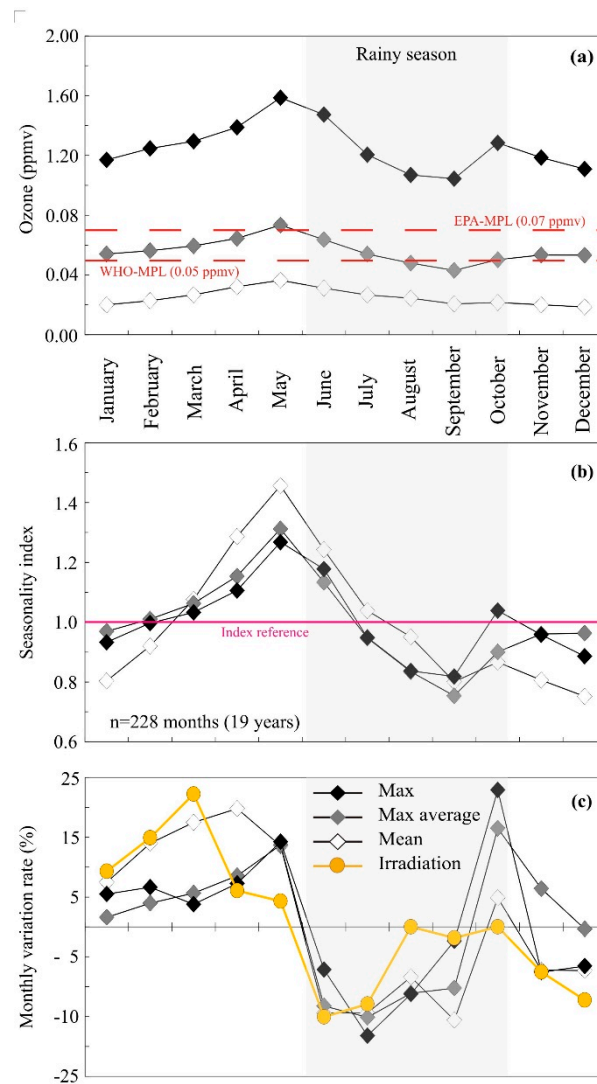 2.00
Rainy season
(a)
1.60
1.20
Ozone (ppmv)
0.08
EPA-MPL (0.07 ppmv)
0.04
WHO-MPL (0.05 ppmv)
0.00
January
February
March
April
May
June
July
August
September
October
November
December
1.6
(b)
1.4
1.2
Seasonality index
1.0
Index reference
0.8
n=228 months (19 years)
0.6
25
Max
(c)
Max average
15
Mean
Irradiation
5
Monthly variation rate (%)
- 5
-10
-25